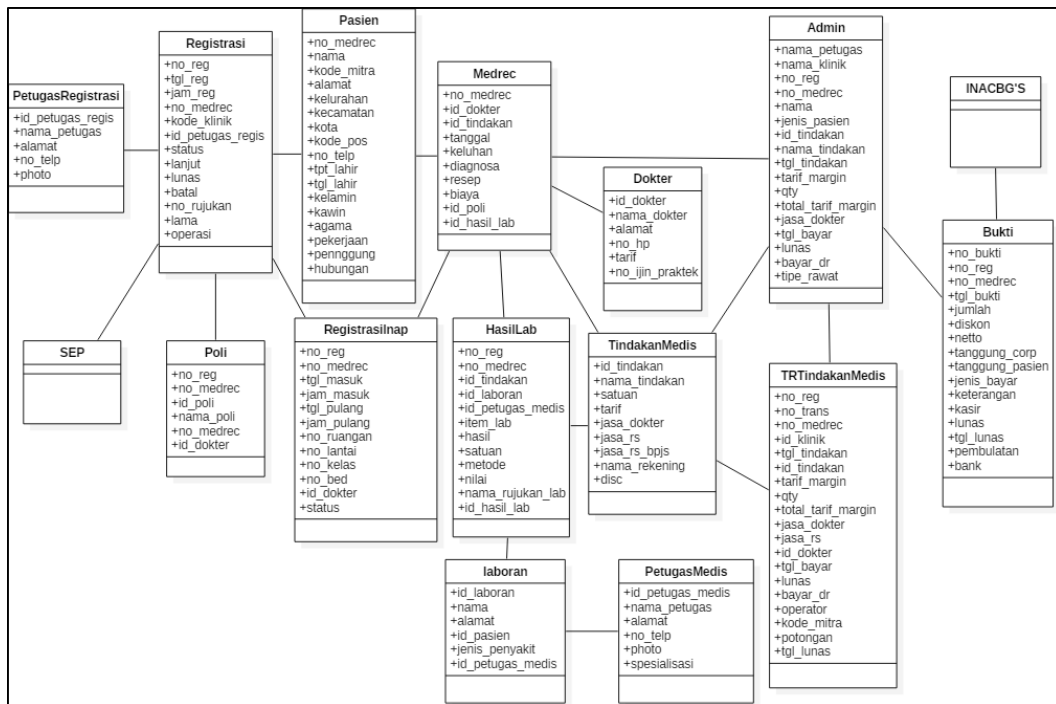 PetugasRegistrasi
+id_petugas_regis
+nama_petugas
+alamat
+no_telp
+photo
Registrasi
+no_reg
+tgl_reg
+jam_reg
+no_medrec
+kode_klinik
+id_petugas_regis
+status
+lanjut
+lunas
+batal
+no_rujukan
+lama
+operasi
Pasien
+no_medrec
+nama
+kode_mitra
+alamat
+kelurahan
+kecamatan
+kota
+kode_pos
+no_telp
+tpt_lahir
+tgl_lahir
+kelamin
+kawin
+agama
+pekerjaan
+pennggung
+hubungan
Medrec
+no_medrec
+id_dokter
+id_tindakan
+tanggal
+keluhan
+diagnosa
+resep
+biaya
+id_poli
+id_hasil_lab
Dokter
+id_dokter
+nama_dokter
+alamat
+no_hp
+tarif
+no_ijin_praktek
Admin
+nama_petugas
+nama_klinik
+no_reg
+no_medrec
+nama
+jenis_pasien
+id_tindakan
+nama_tindakan
+tgl_tindakan
+tarif_margin
+qty
+total_tarif_margin
+jasa_dokter
+tgl_bayar
+lunas
+bayar_dr
+tipe_rawat
INACBG'S
Bukti
+no_bukti
+no_reg
+no_medrec
+tgl_bukti
+jumlah
+diskon
+netto
+tanggung_corp
+tanggung_pasien
+jenis_bayar
+keterangan
+kasir
+lunas
+tgl_lunas
+pembulatan
+bank
SEP
Poli
+no_reg
+no_medrec
+id_poli
+nama_poli
+no_medrec
+id_dokter
RegistrasiInap
+no_reg
+no_medrec
+tgl_masuk
+jam_masuk
+tgl_pulang
+jam_pulang
+no_ruangan
+no_lantai
+no_kelas
+no_bed
+id_dokter
+status
HasilLab
+no_reg
+no_medrec
+id_tindakan
+id_laboran
+id_petugas_medis
+item_lab
+hasil
+satuan
+metode
+nilai
+nama_rujukan_lab
+id_hasil_lab
TindakanMedis
+id_tindakan
+nama_tindakan
+satuan
+tarif
+jasa_dokter
+jasa_rs
+jasa_rs_bpjs
+nama_rekening
+disc
TRTindakanMedis
+no_reg
+no_trans
+no_medrec
+id_klinik
+tgl_tindakan
+id_tindakan
+tarif_margin
+qty
+total_tarif_margin
+jasa_dokter
+jasa_rs
+id_dokter
+tgl_bayar
+lunas
+bayar_dr
+operator
+kode_mitra
+potongan
+tgl_lunas
laboran
+id_laboran
+nama
+alamat
+id_pasien
+jenis_penyakit
+id_petugas_medis
PetugasMedis
+id_petugas_medis
+nama_petugas
+alamat
+no_telp
+photo
+spesialisasi